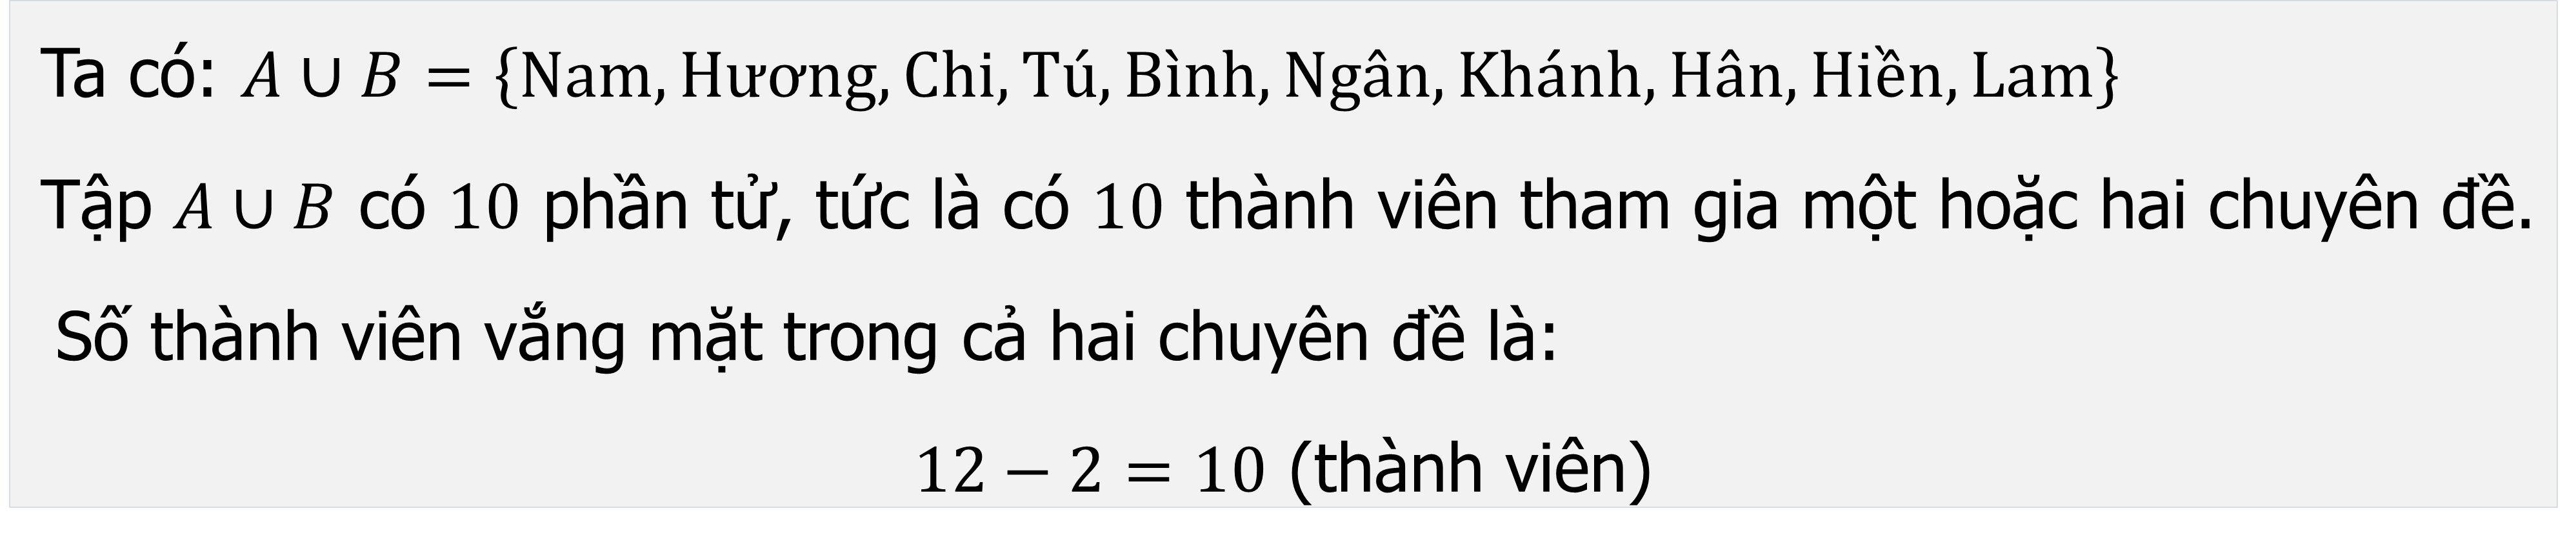 Ta có: A ∪ B = {Nam, Hương, Chi, Tú, Bình, Ngân, Khánh, Hân, Hiền, Lam}
Tập A ∪ B có 10 phần tử, tức là có 10 thành viên tham gia một hoặc hai chuyên đề.
Số thành viên vắng mặt trong cả hai chuyên đề là:
12 − 2 = 10 (thành viên)